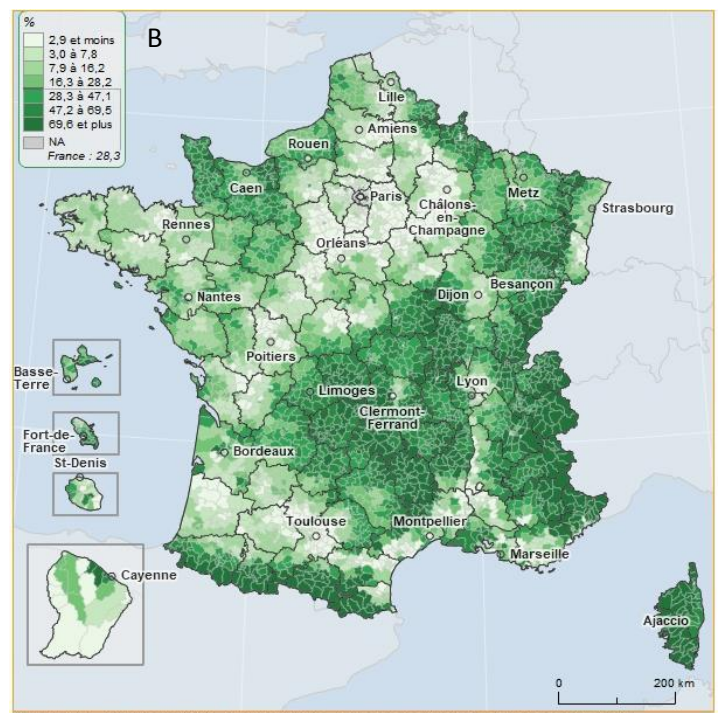 %
B
2,9 et moins
3,0 à 7,8
7,9 à 16,2
16,3 à 28,2
28,3 à 47,1
47,2 à 69,5
69,6 et plus
NA
France : 28,3
Lille
Amiens
Rouen
Caen
Paris
Châlons-
en-
Champagne
Metz
Strasbourg
Rennes
Orléans
Nantes
Dijon
Besançon
Poitiers
Basse-
Terre
Limoges
Lyon
Clermont-
Ferrand
Fort-de-
France
Bordeaux
St-Denis
Toulouse
Montpellier
Marseille
Cayenne
Ajaccio
0
200 km